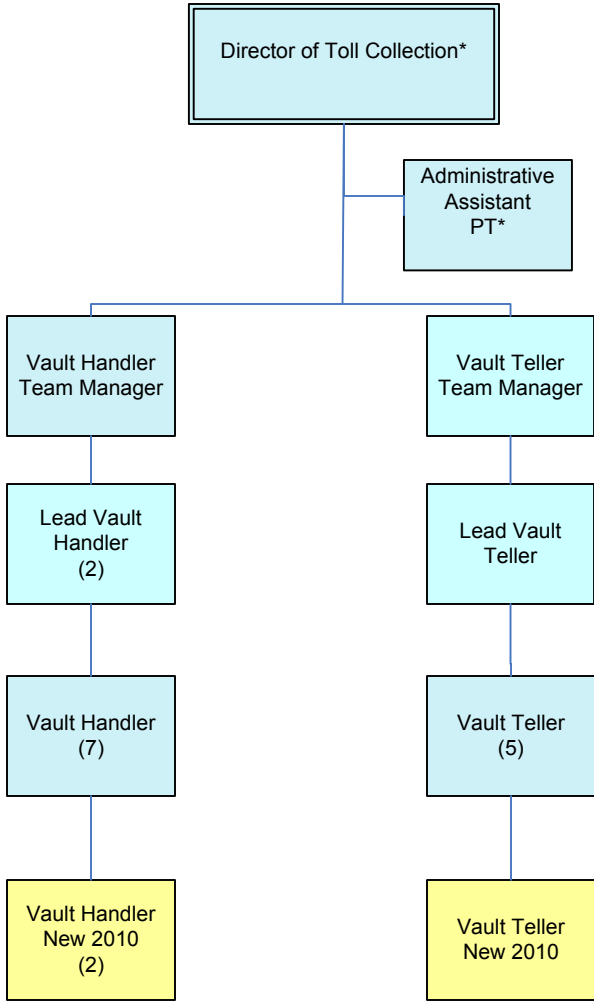 Director of Toll Collection*
Administrative
Assistant
PT*
Vault Handler
Team Manager
Vault Teller
Team Manager
Lead Vault
Handler
(2)
Lead Vault
Teller
Vault Handler
(7)
Vault Teller
(5)
Vault Handler
New 2010
(2)
Vault Teller
New 2010